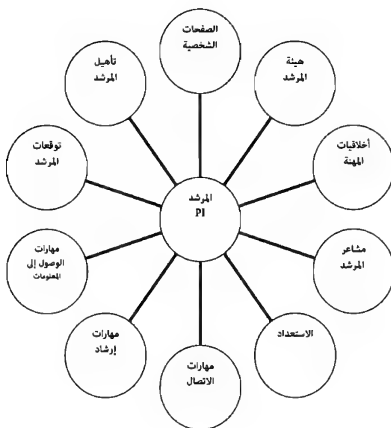 الصفحات
الشخصية
هيئة
المرشد
أخلاقيات
المهنة
مشاعر
المرشد
الاستعداد
مهارات
الاتصال
مهارات
إرشاد
مهارات
الوصول إلى
المعلومات
توقعات
المرشد
تأهيل
المرشد
المرشد
PI